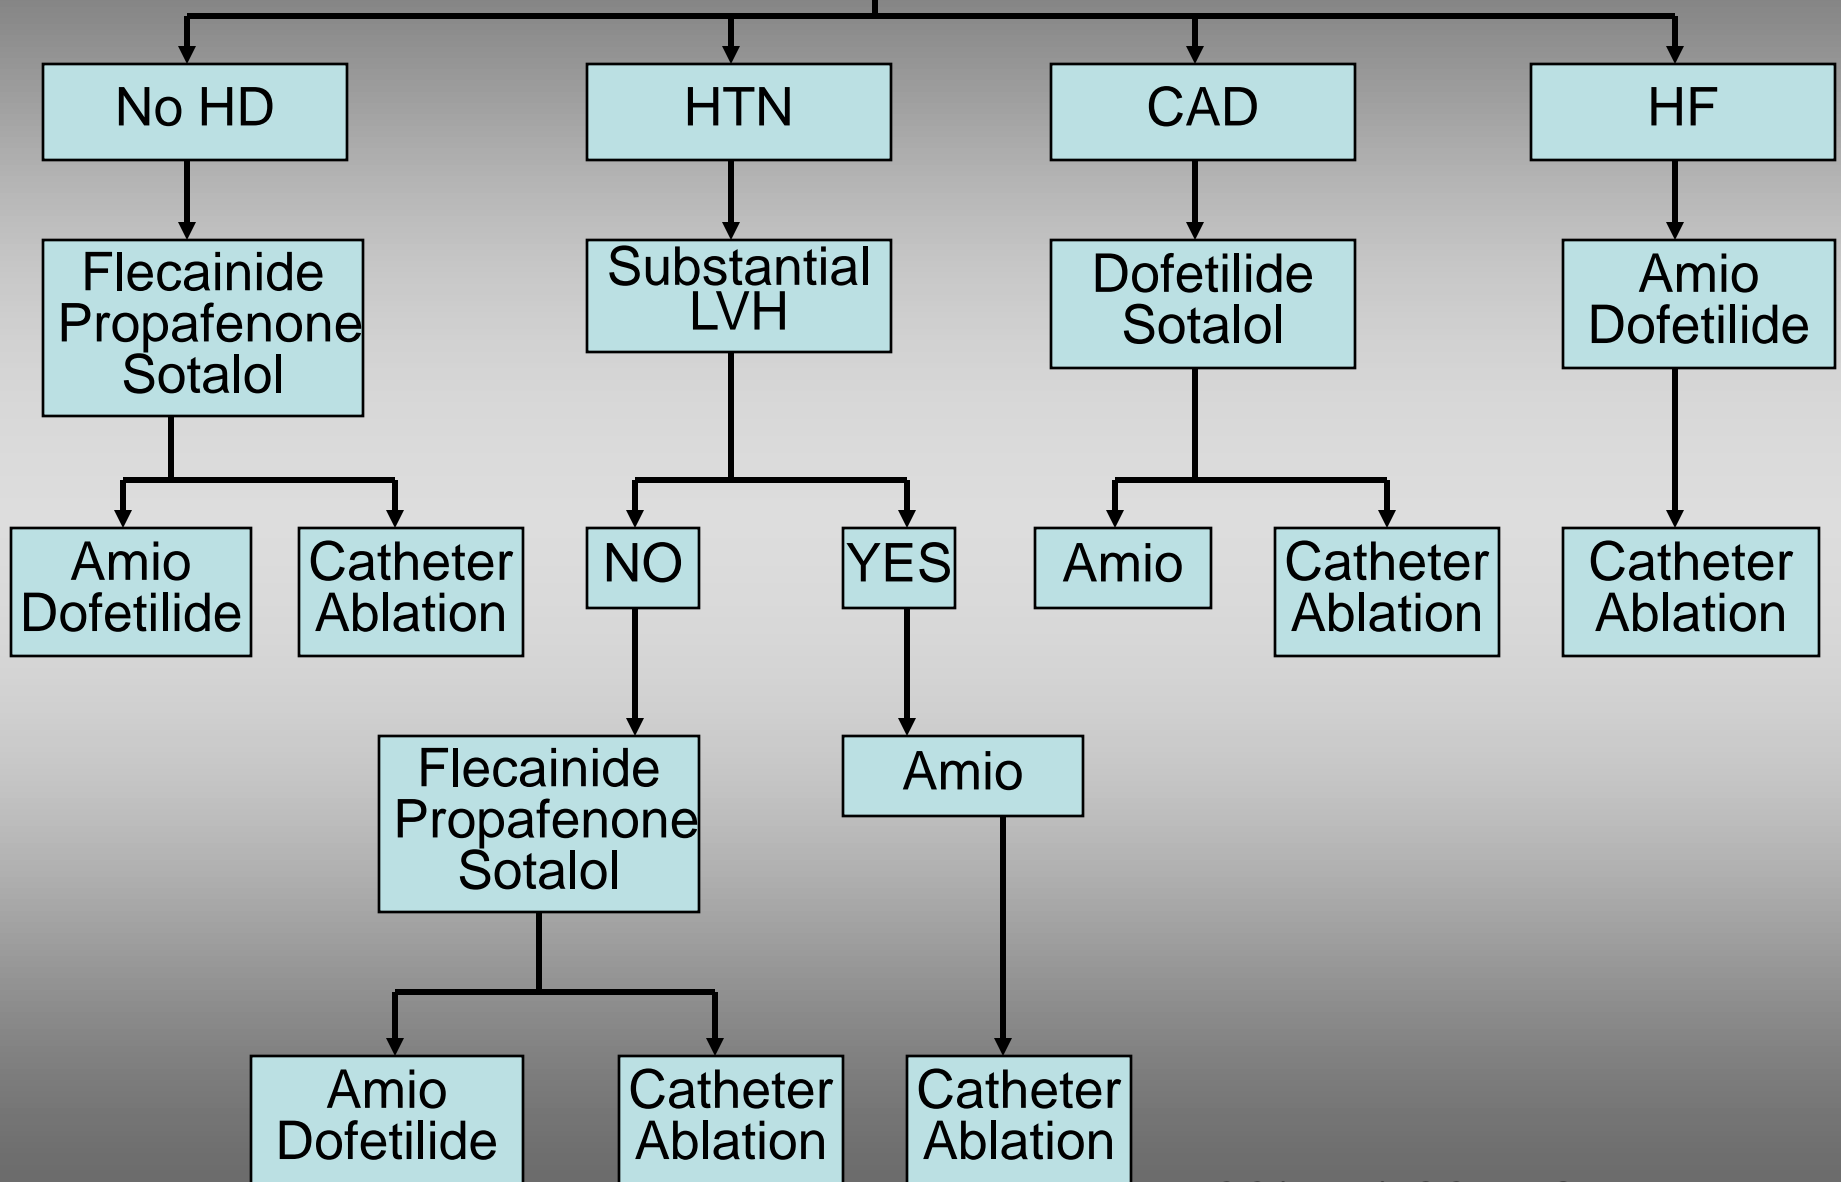 No HD
HTN
CAD
HF
Flecainide
Propafenone
Sotalol
Substantial
LVH
Dofetilide
Sotalol
Amio
Dofetilide
Amio
Dofetilide
Catheter
Ablation
NO
YES
Amio
Catheter
Ablation
Catheter
Ablation
Flecainide
Propafenone
Sotalol
Amio
Amio
Dofetilide
Catheter
Ablation
Catheter
Ablation